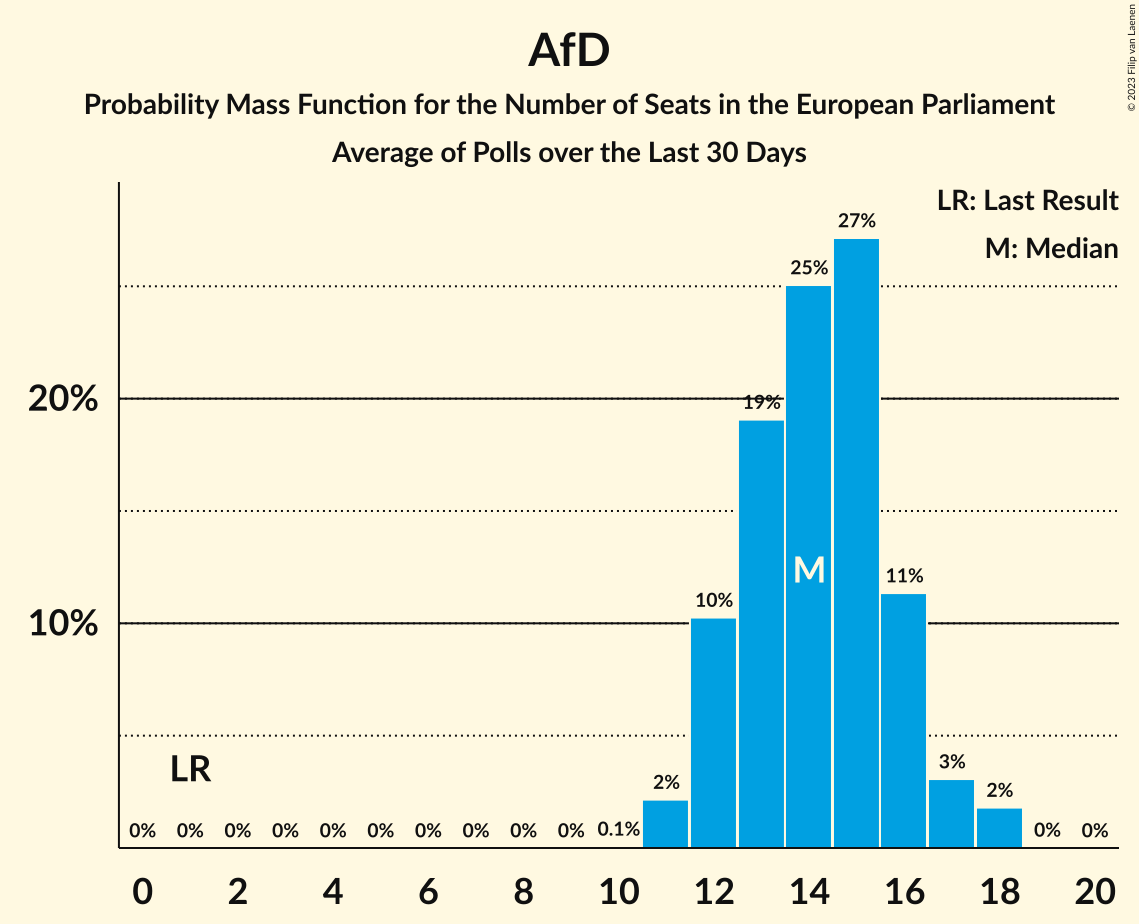 AfD
Probability Mass Function for the Number of Seats in the European Parliament
Average of Polls over the Last 30 Days
© 2023 Filip van Laenen
LR: Last Result
M: Median
27%
25%
20%
19%
M
11%
10%
10%
LR
3%
2%
2%
0% 0% 0% 0% 0% 0% 0% 0% 0% 0% 0.1% 0% 0%
0 2 4 6 8 10 12 14 16 18 20